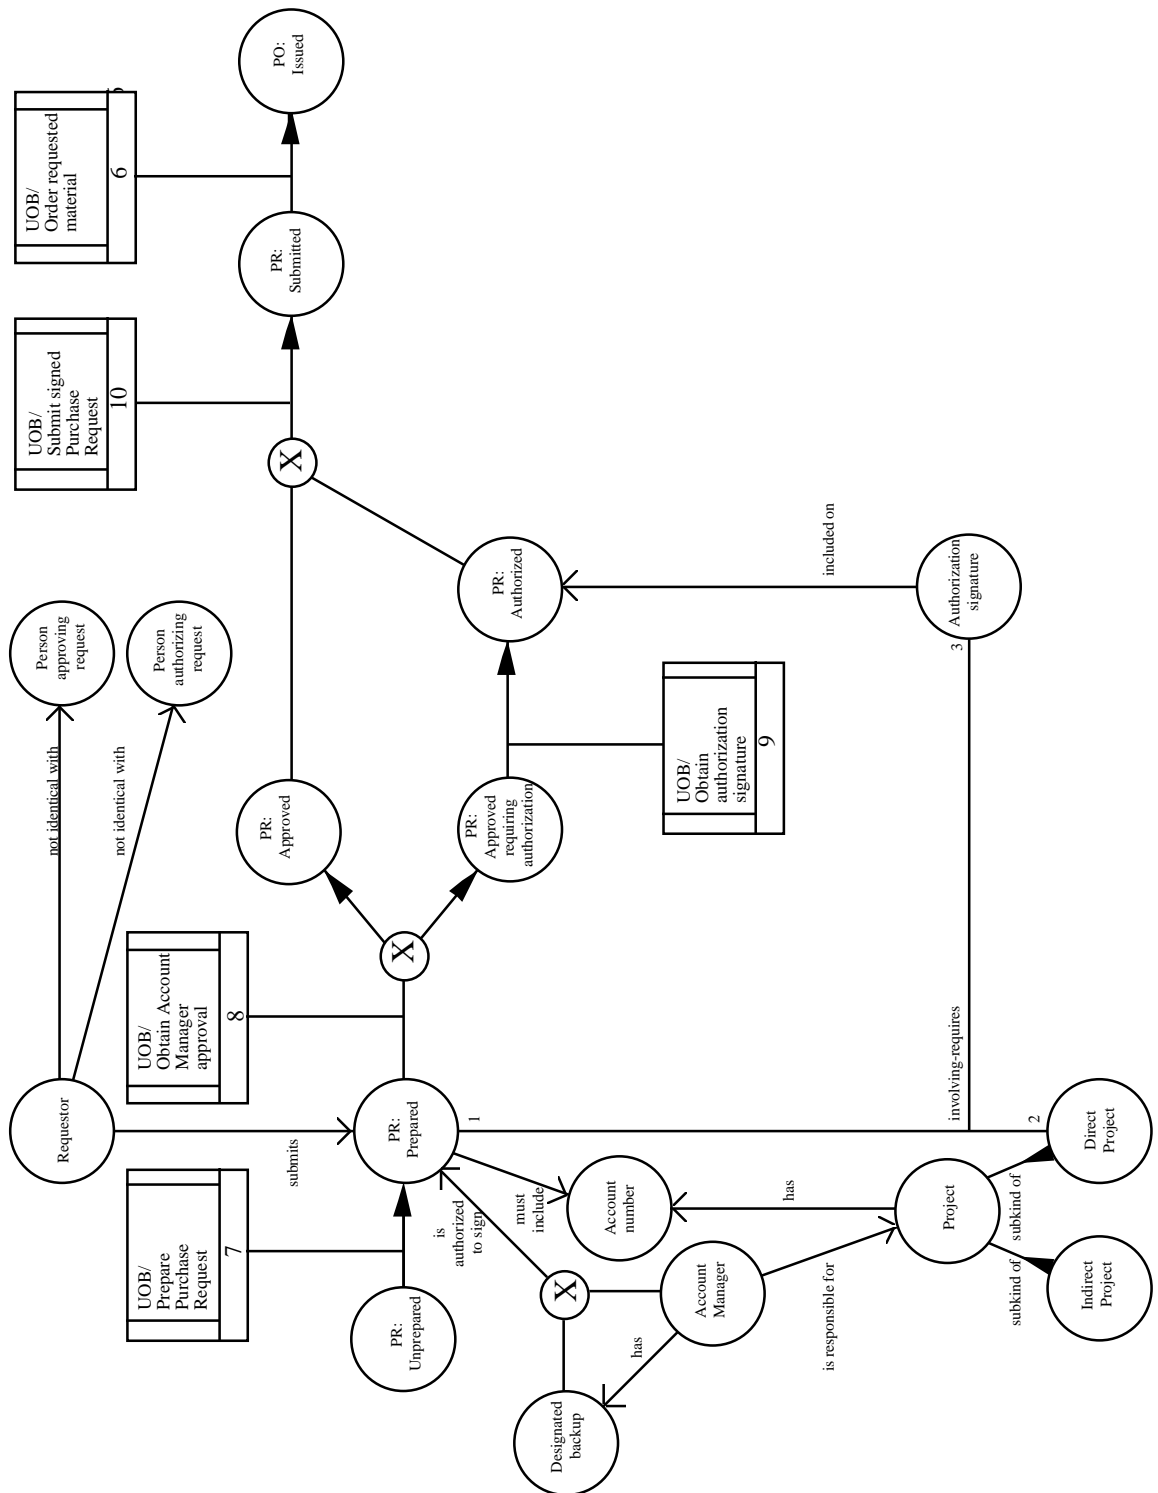 Requestor
not identical with
Person
approving
request
UOB/
Submit signed
Purchase
Request
10
UOB/
Order requested
material
6
not identical with
Person
authorizing
request
UOB/
Prepare
Purchase
Request
7
UOB/
Obtain Account
Manager
approval
8
submits
PR:
Approved
X
PR:
Submitted
PO:
Issued
PR:
Unprepared
PR:
Prepared
X
is
authorized
to sign
1
PR:
Approved
requiring
authorization
PR:
Authorized
must
include
Designated
backup
X
Account
number
has
Account
Manager
UOB/
Obtain
authorization
signature
9
has
is responsible for
included on
Project
involving-requires
3
Authorization
signature
subkind of
subkind of
2
Indirect
Project
Direct
Project